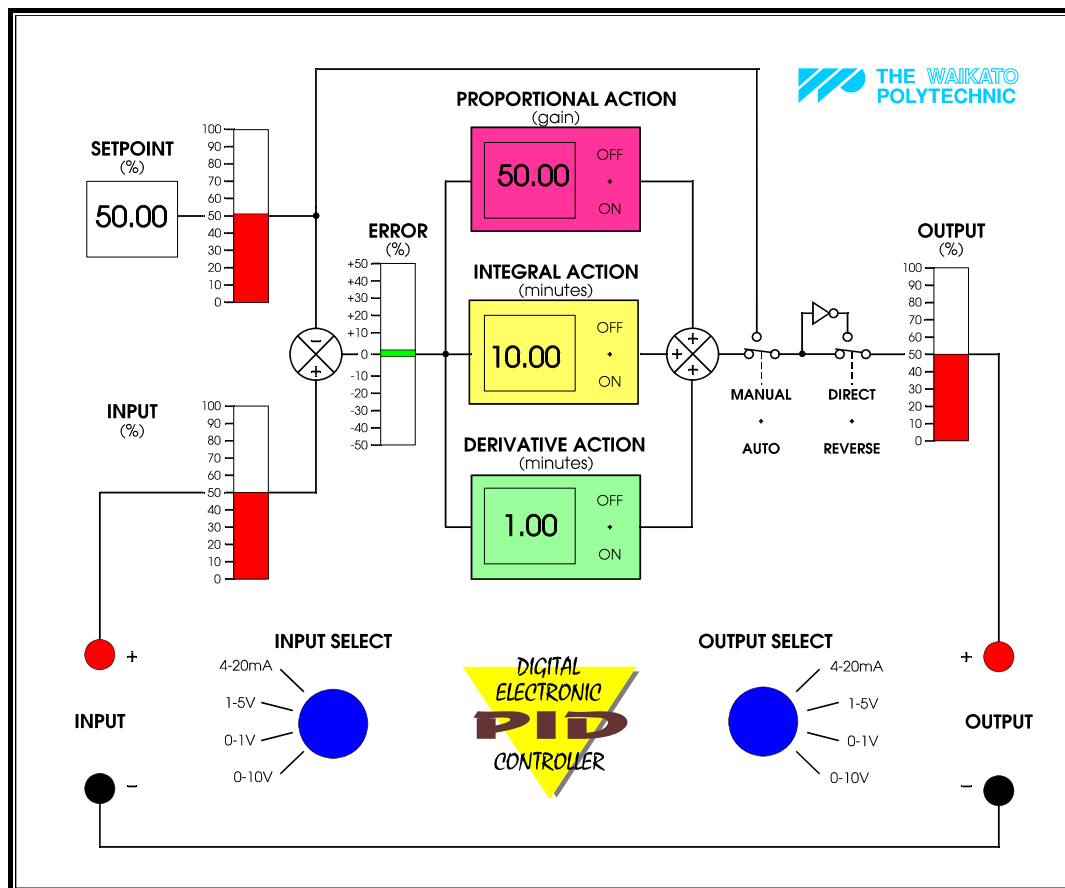 THE WAIKATO
POLYTECHNIC
SETPOINT
(%)
50.00
100
90
80
70
60
50
40
30
20
10
0
INPUT
(%)
100
90
80
70
60
50
40
30
20
10
0
ERROR
(%)
+50
+40
+30
+20
+10
0
-10
-20
-30
-40
-50
−
+
PROPORTIONAL ACTION
(gain)
50.00
OFF
ON
INTEGRAL ACTION
(minutes)
10.00
OFF
ON
DERIVATIVE ACTION
(minutes)
1.00
OFF
ON
+
+
+
MANUAL
AUTO
DIRECT
REVERSE
OUTPUT
(%)
100
90
80
70
60
50
40
30
20
10
0
+
INPUT
−
INPUT SELECT
4-20mA
1-5V
0-1V
0-10V
DIGITAL
ELECTRONIC
PID
CONTROLLER
OUTPUT SELECT
4-20mA
1-5V
0-1V
0-10V
+
OUTPUT
−